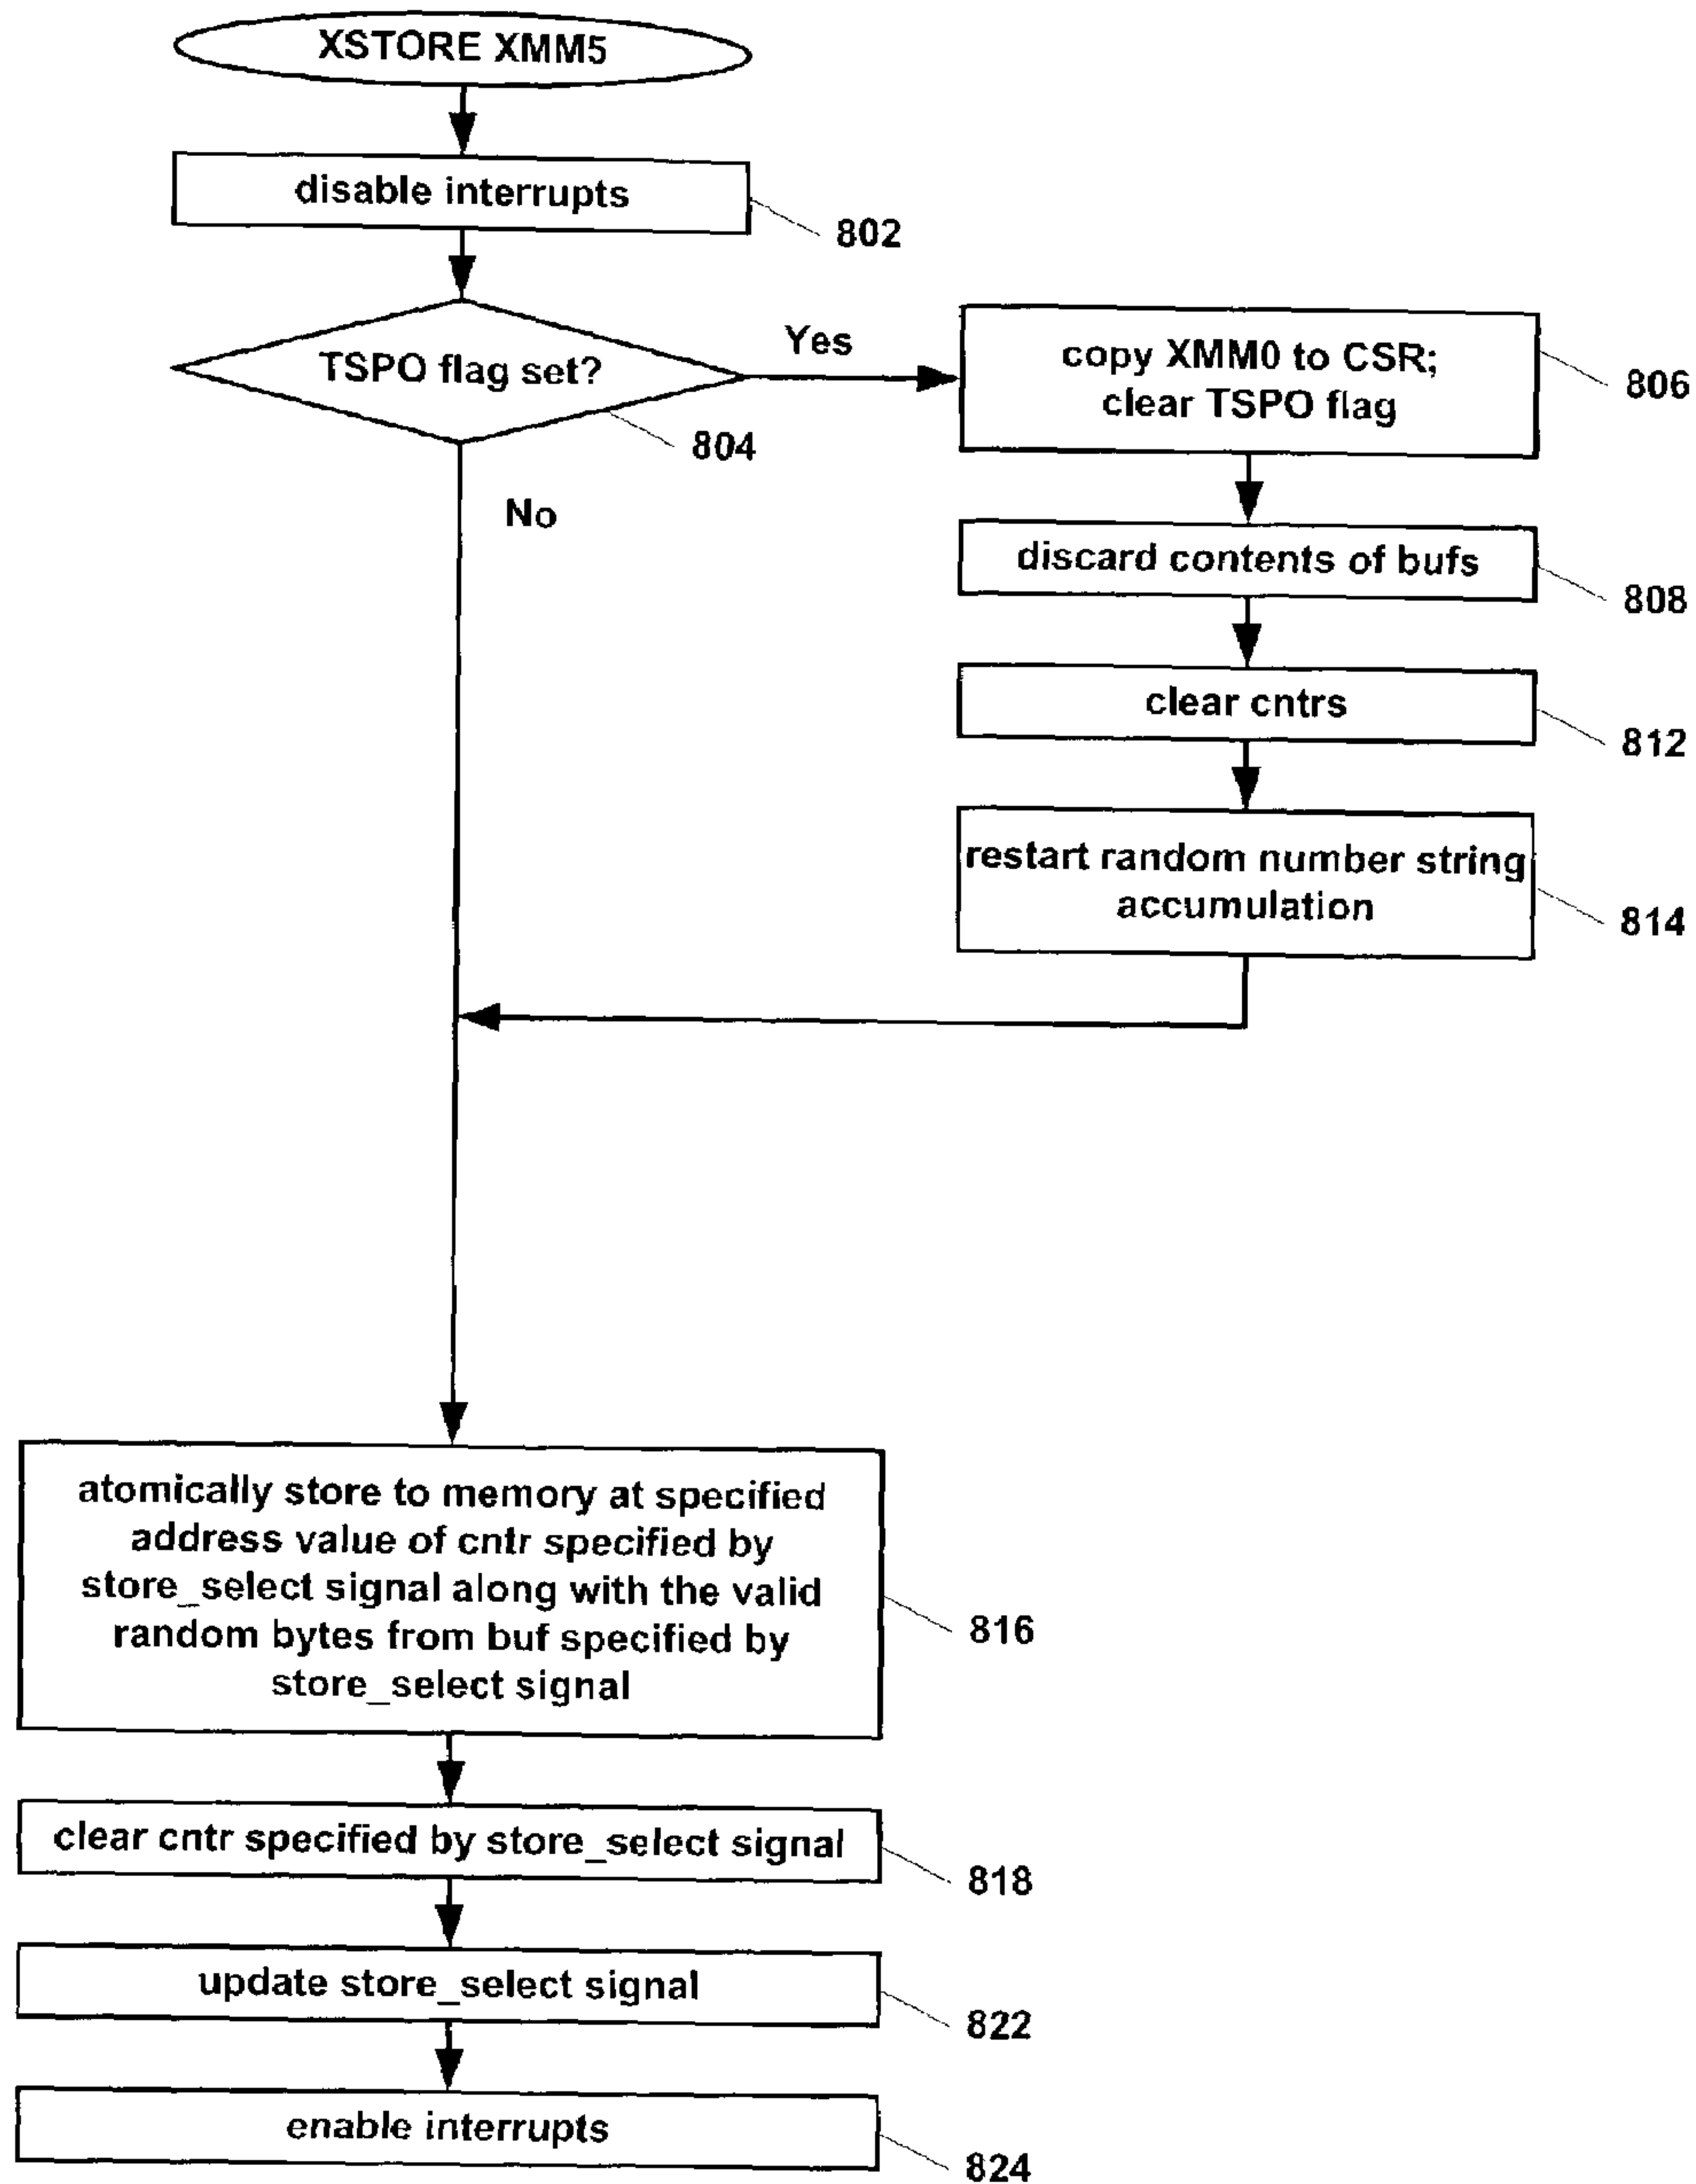 XSTORE XMM5
disable interrupts
802
TSPO flag set?
804
Yes
No
copy XMM0 to CSR;
clear TSPO flag
806
discard contents of bufs
808
clear cntrs
812
restart random number string
accumulation
814
atomically store to memory at specified
address value of cntr specified by
store_select signal along with the valid
random bytes from buf specified by
store_select signal
816
clear cntr specified by store_select signal
818
update store_select signal
822
enable interrupts
824